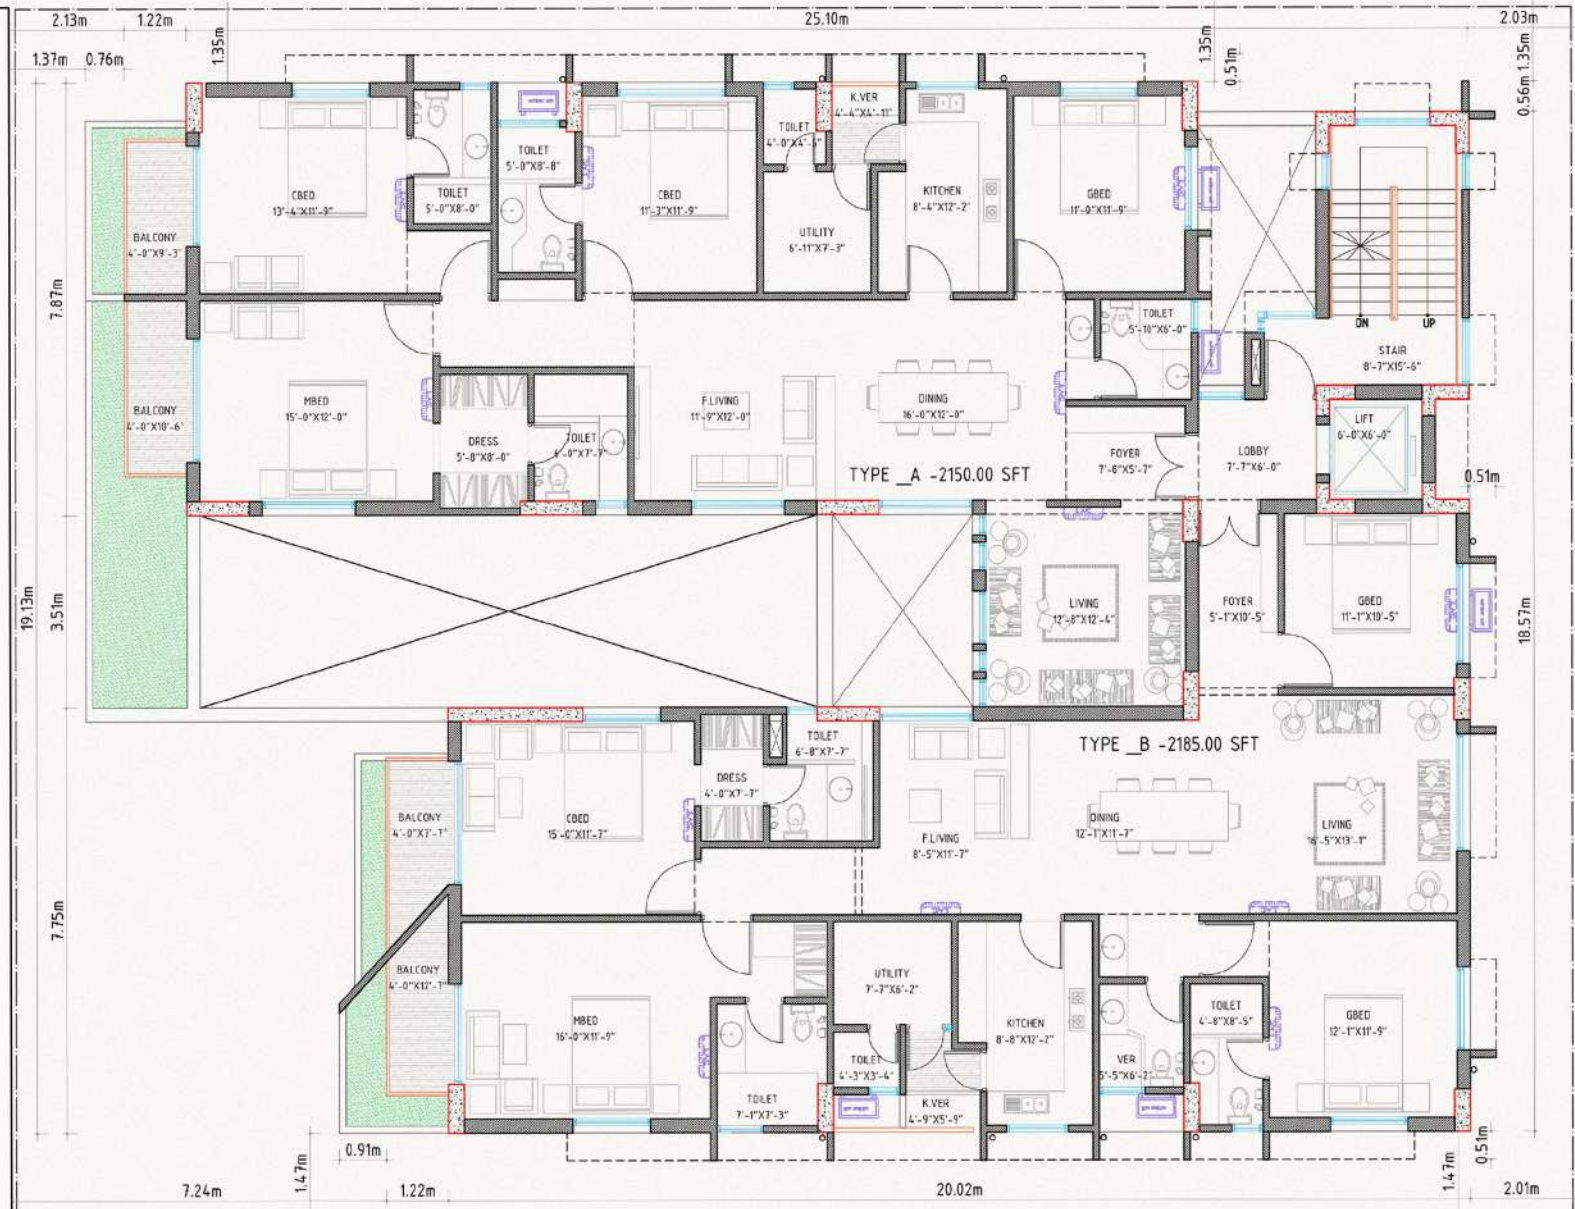 2.13m
1.22m
25.10m
2.03m
1.37m
0.76m
1.35m
1.35m
0.51m
0.56m
1.35m
CBED
13'-4"X11'-9"
TOILET
5'-0"X8'-0"
TOILET
5'-0"X8'-8"
CBED
11'-3"X11'-9"
TOILET
K.VER
4'-4"X4'-11"
UTILITY
6'-11"X7'-3"
KITCHEN
8'-4"X12'-2"
GBED
11'-0"X11'-9"
BALCONY
4'-0"X9'-3"
7.87m
DN
UP
STAIR
8'-7"X15'-6"
TOILET
5'-10"X6'-0"
MBED
15'-0"X12'-0"
BALCONY
4'-0"X10'-6"
DRESS
5'-0"X8'-0"
TOILET
F.LIVING
11'-9"X12'-0"
DINING
16'-0"X12'-0"
TYPE _A -2150.00 SFT
FOYER
7'-8"X5'-7"
LOBBY
7'-7"X6'-0"
LIFT
6'-0"X6'-0"
0.51m
19.13m
3.51m
LIVING
12'-8"X12'-4"
FOYER
5'-1"X10'-5"
GBED
11'-1"X10'-5"
18.57m
TYPE _B -2185.00 SFT
TOILET
6'-8"X7'-7"
DRESS
4'-0"X7'-7"
BALCONY
4'-0"X7'-7"
CBED
15'-0"X11'-7"
F.LIVING
8'-5"X11'-7"
DINING
12'-1"X11'-7"
LIVING
16'-5"X13'-1"
7.75m
BALCONY
4'-0"X12'-7"
MBED
16'-0"X11'-9"
UTILITY
7'-7"X6'-2"
KITCHEN
8'-8"X12'-2"
TOILET
4'-8"X8'-5"
GBED
12'-1"X11'-9"
TOILET
4'-3"X3'-4"
VER
5'-5"X6'-2"
TOILET
7'-1"X7'-3"
K.VER
4'-9"X5'-9"
0.91m
1.47m
7.24m
1.22m
20.02m
1.47m
0.51m
2.01m